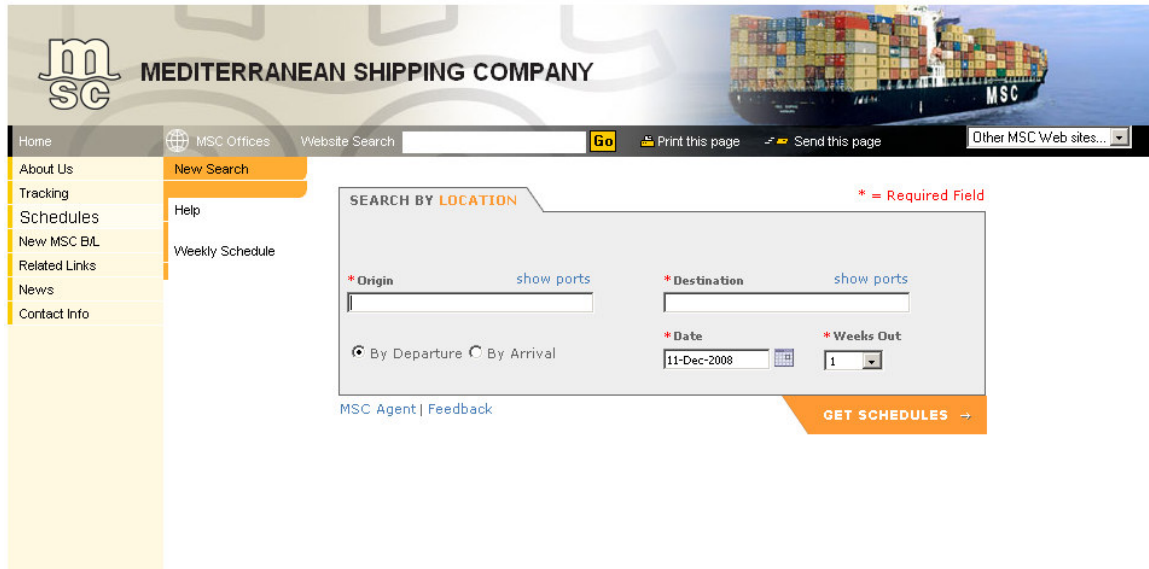 m
sc
MEDITERRANEAN SHIPPING COMPANY
MSC
Home
MSC Offices
Website Search
Go
Print this page
Send this page
Other MSC Web sites...
About Us
Tracking
Schedules
New MSC B/L
Related Links
News
Contact Info
New Search
Help
Weekly Schedule
SEARCH BY LOCATION
* = Required Field
* Origin
show ports
* Destination
show ports
By Departure
By Arrival
* Date
11-Dec-2008
* Weeks Out
1
MSC Agent | Feedback
GET SCHEDULES →